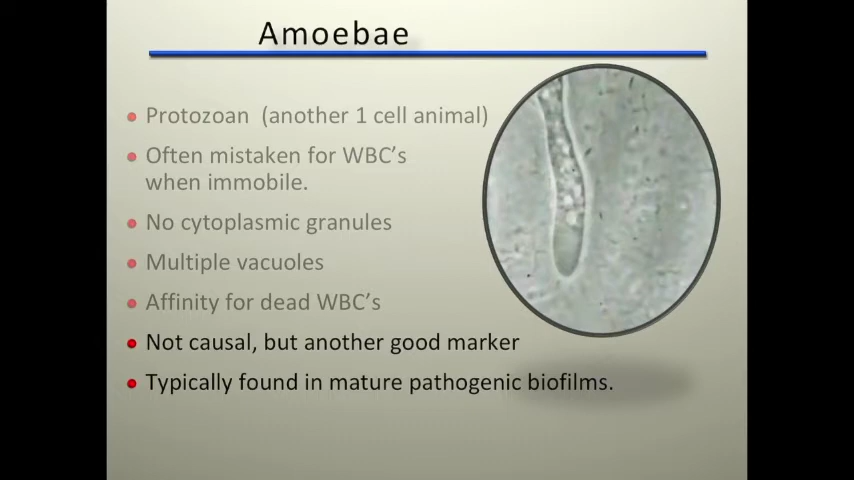 Amoebae
• Protozoan (another 1 cell animal)
• Often mistaken for WBC’s
when immobile.
• No cytoplasmic granules
• Multiple vacuoles
• Affinity for dead WBC’s
• Not causal, but another good marker
• Typically found in mature pathogenic biofilms.